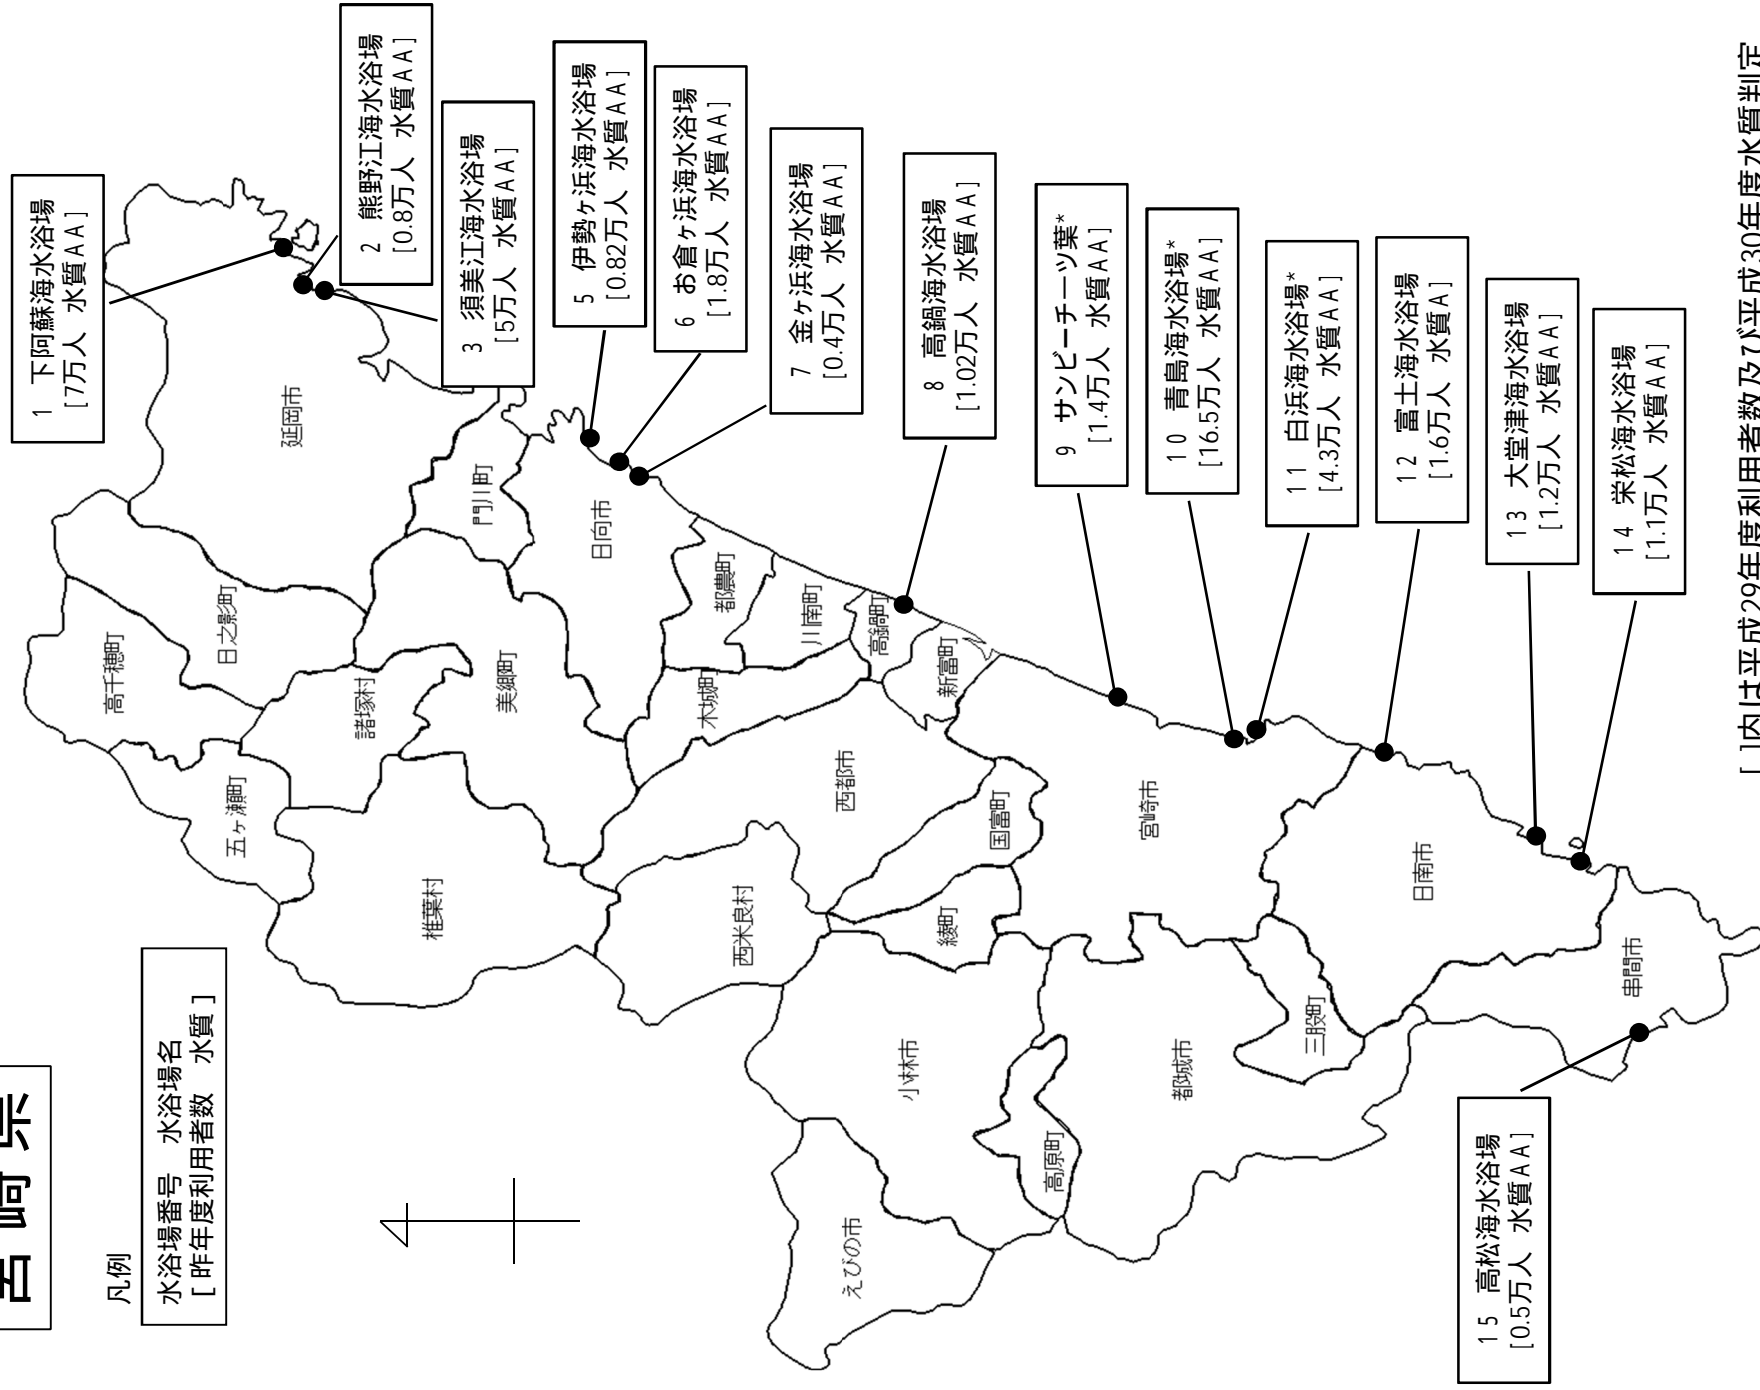 宮崎県
凡例
水浴場番号 水浴場名
[昨年度利用者数 水質]
1 下阿蘇海水浴場
[7万人 水質AA]
2 熊野江海水浴場
[0.8万人 水質AA]
3 須美江海水浴場
[5万人 水質AA]
5 伊勢ヶ浜海水浴場
[0.82万人 水質AA]
6 お倉ヶ浜海水浴場
[1.8万人 水質AA]
7 金ヶ浜海水浴場
[0.4万人 水質AA]
8 高鍋海水浴場
[1.02万人 水質AA]
9 サンビーチ一ツ葉*
[1.4万人 水質AA]
10 青島海水浴場*
[16.5万人 水質AA]
11 白浜海水浴場*
[4.3万人 水質AA]
12 富土海水浴場
[1.6万人 水質A]
13 大堂津海水浴場
[1.2万人 水質AA]
14 栄松海水浴場
[1.1万人 水質AA]
15 高松海水浴場
[0.5万人 水質AA]
高千穂町
日之影町
延岡市
五ヶ瀬町
諸塚村
門川町
美郷町
日向市
椎葉村
都農町
木城町
川南町
西米良村
西都市
高鍋町
新富町
国富町
綾町
小林市
宮崎市
えびの市
高原町
都城市
三股町
日南市
串間市
[ ]内は平成29年度利用者数及び平成30年度水質判定